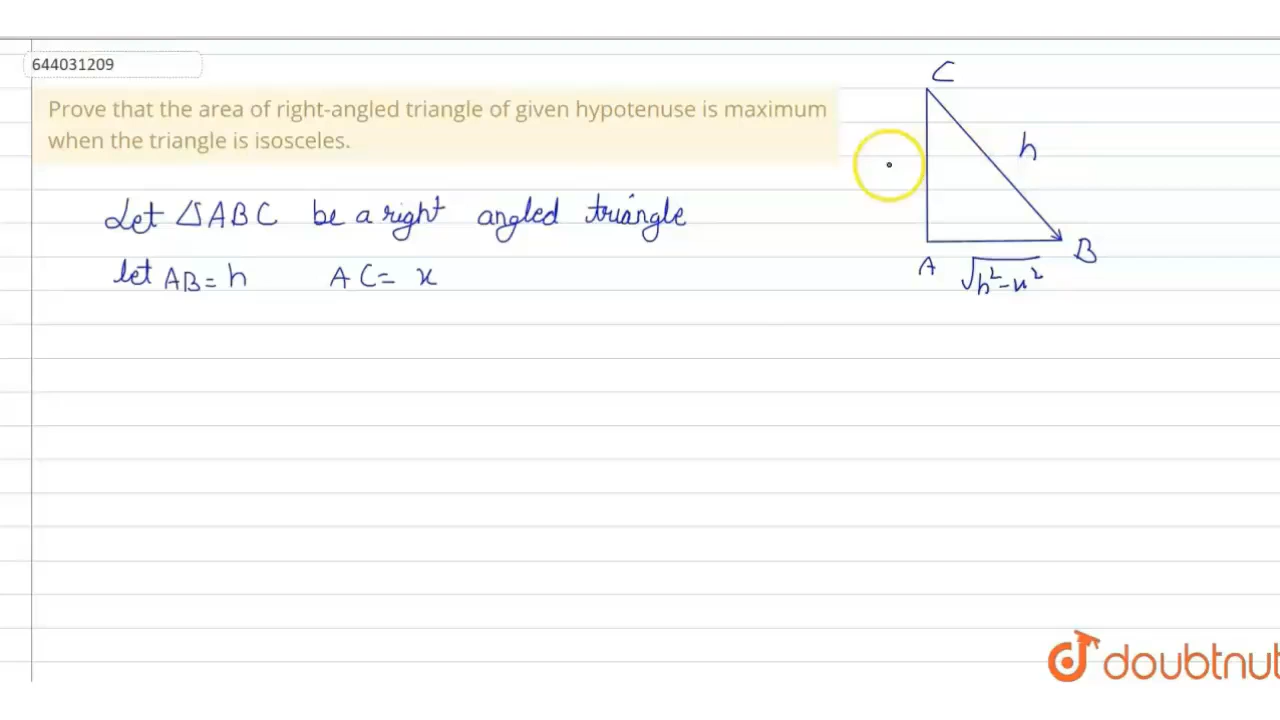 644031209
Prove that the area of right-angled triangle of given hypotenuse is maximum
when the triangle is isosceles.
Let △ABC be a right angled triangle
let AB = h AC = x
C
h
A
B
√h²-x²
doubtnut